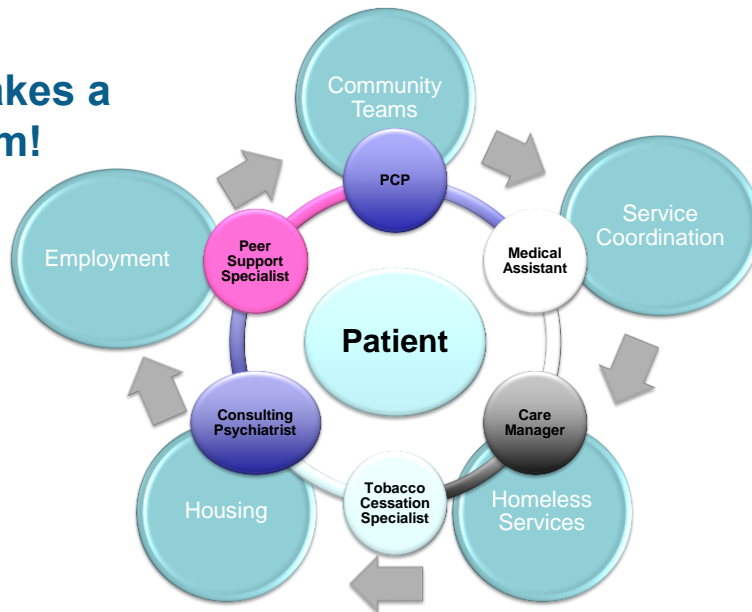 akes a
m!
Community
Teams
PCP
Service
Coordination
Medical
Assistant
Employment
Peer
Support
Specialist
Patient
Consulting
Psychiatrist
Care
Manager
Housing
Tobacco
Cessation
Specialist
Homeless
Services